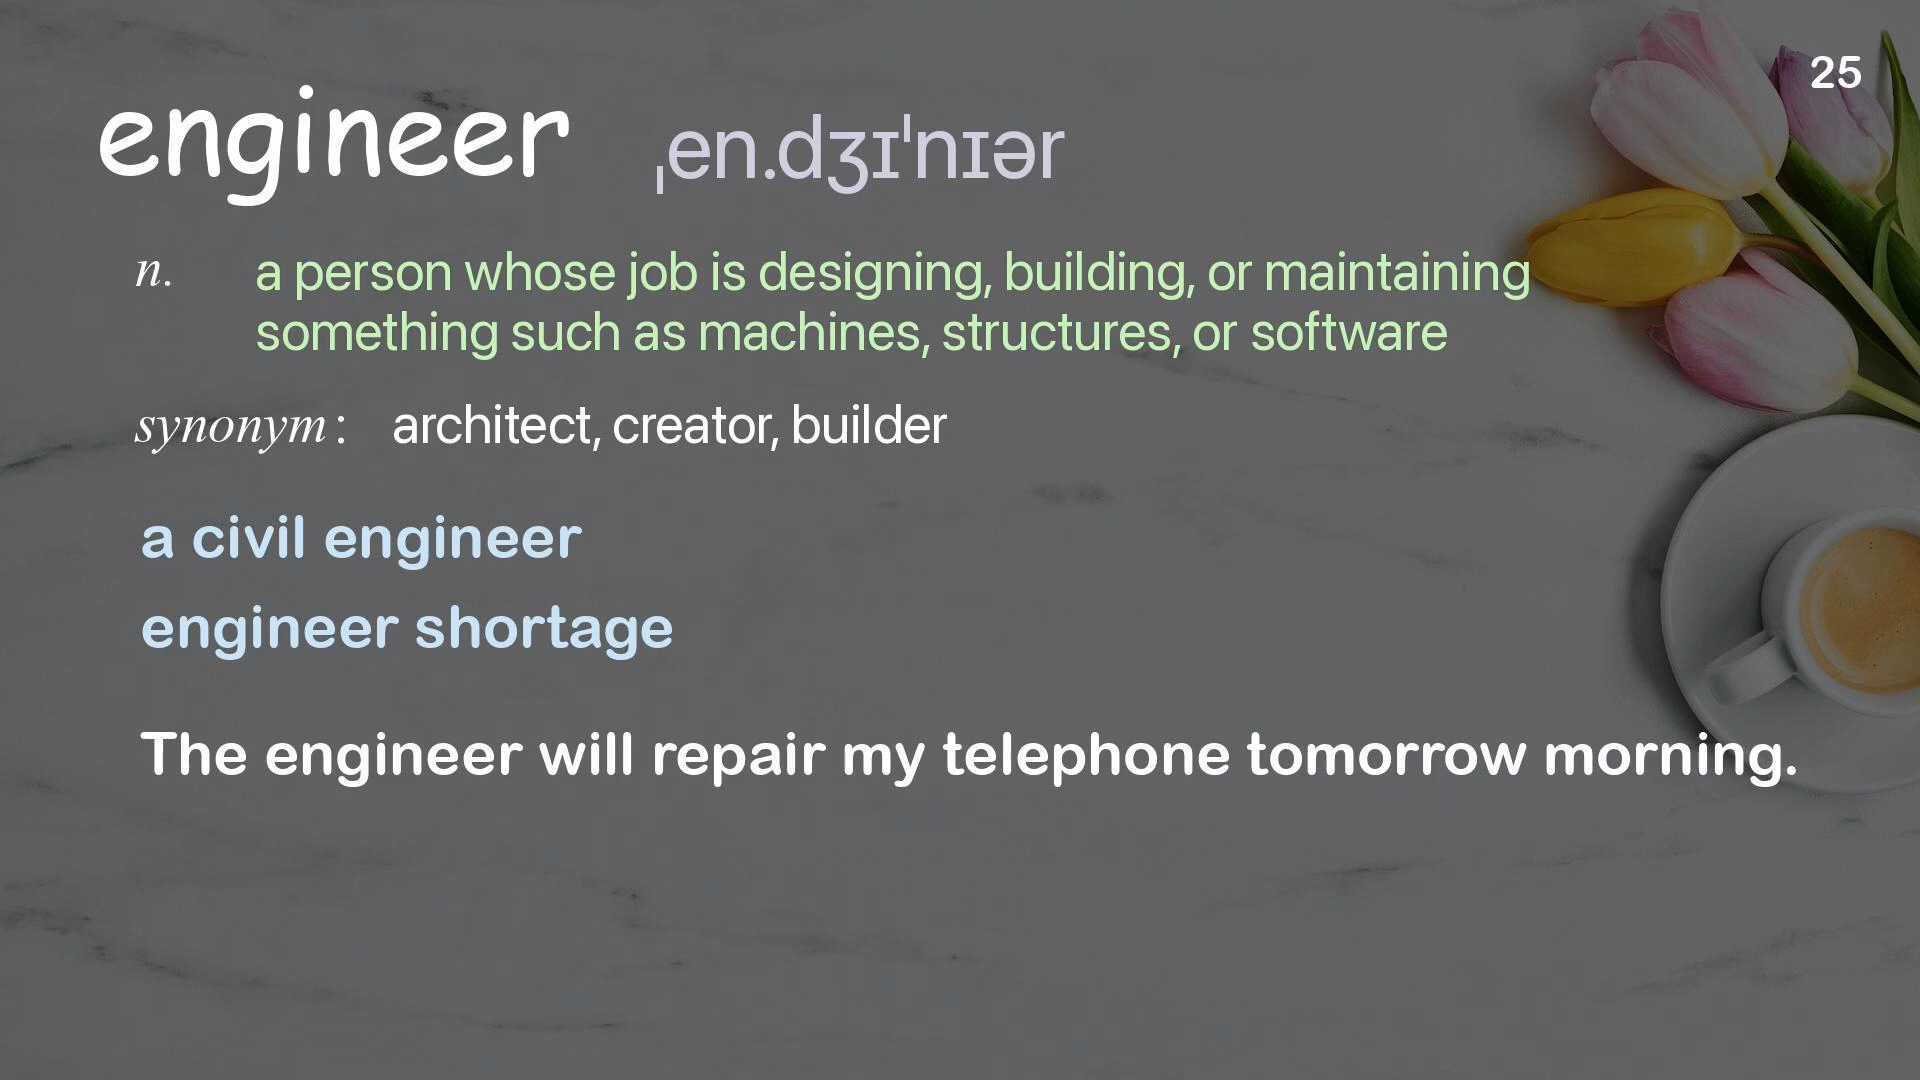 25
engineer ˌen.dʒɪˈnɪər
n. a person whose job is designing, building, or maintaining
something such as machines, structures, or software
synonym: architect, creator, builder
a civil engineer
engineer shortage
The engineer will repair my telephone tomorrow morning.